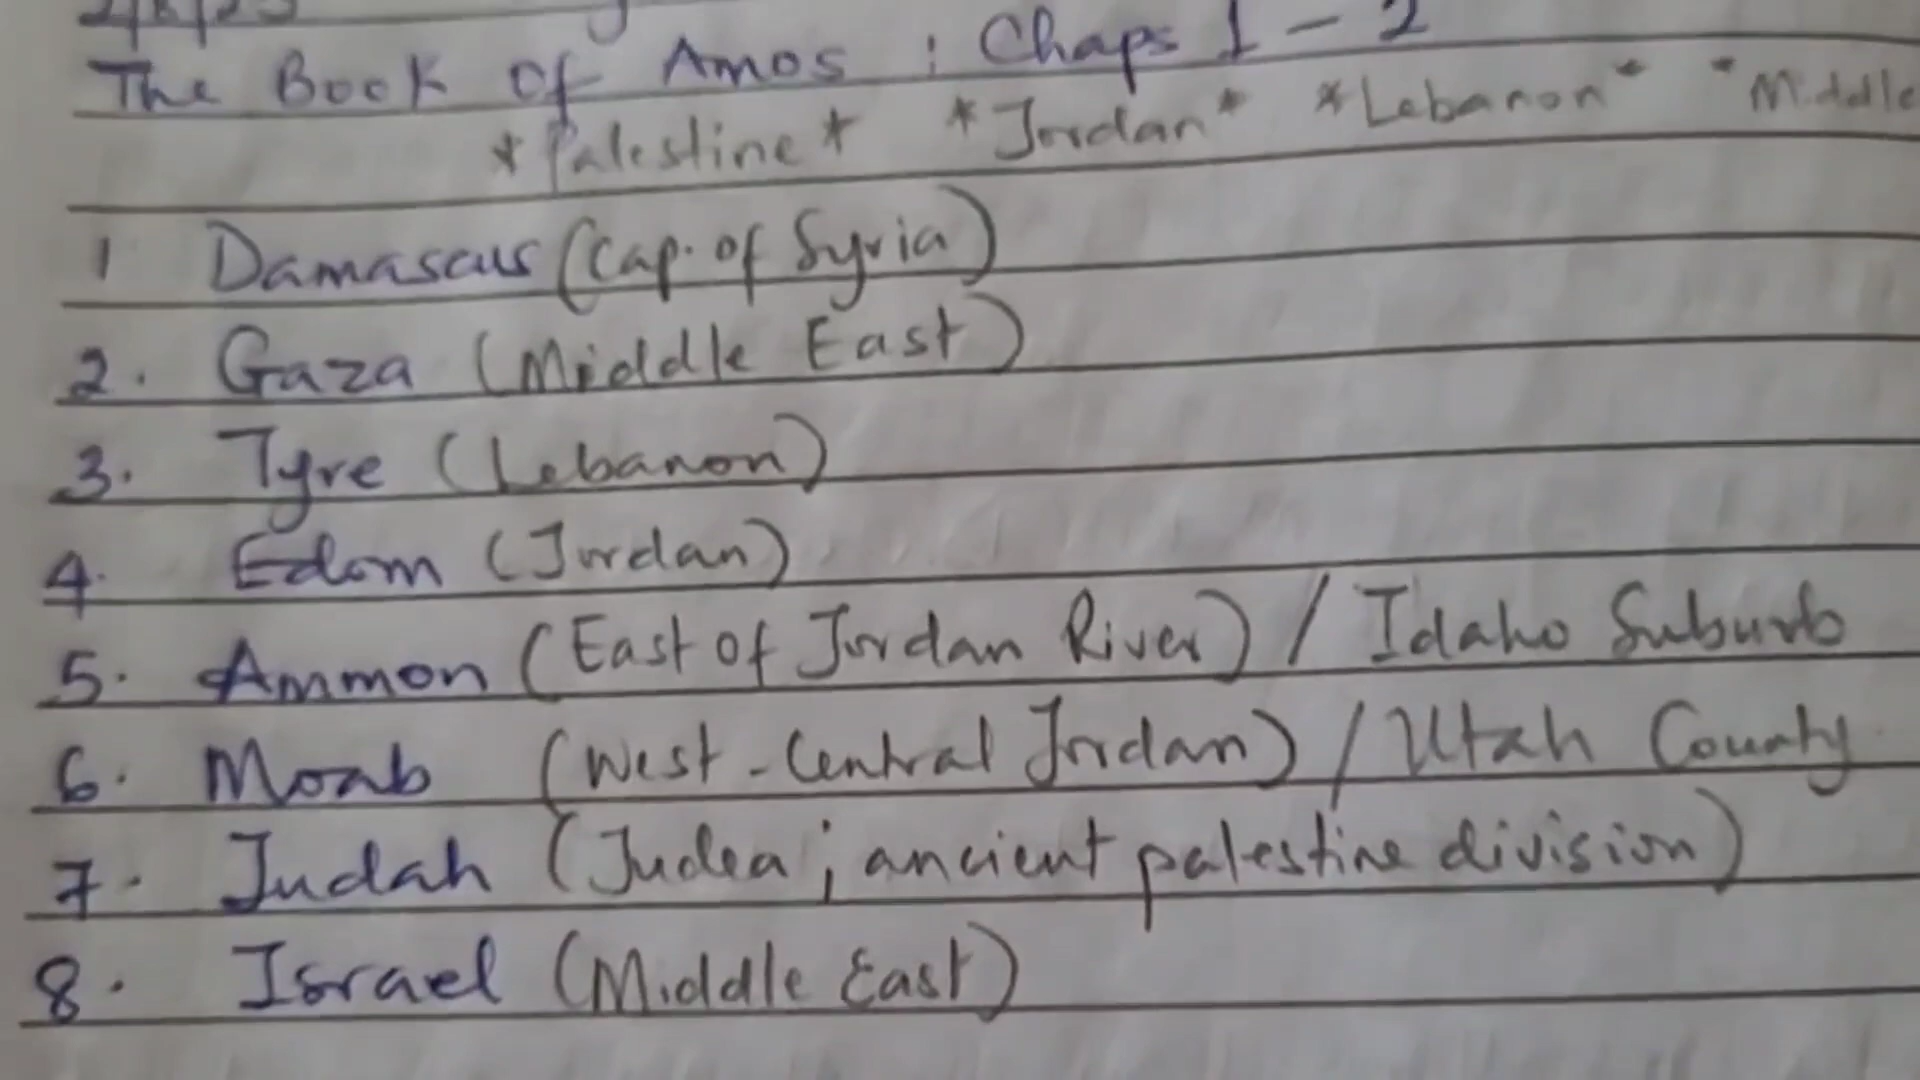 The Book Of Amos : Chaps 1 - 2
*Palestine* *Jordan* *Lebanon* *Middle
1 Damascus (Cap. of Syria)
2. Gaza (Middle East)
3. Tyre (Lebanon)
4. Edom (Jordan)
5. Ammon (East of Jordan River) / Idaho Suburb
6. Moab (West-Central Jordan) / Utah County
7. Judah (Judea; ancient palestine division)
8. Israel (Middle East)